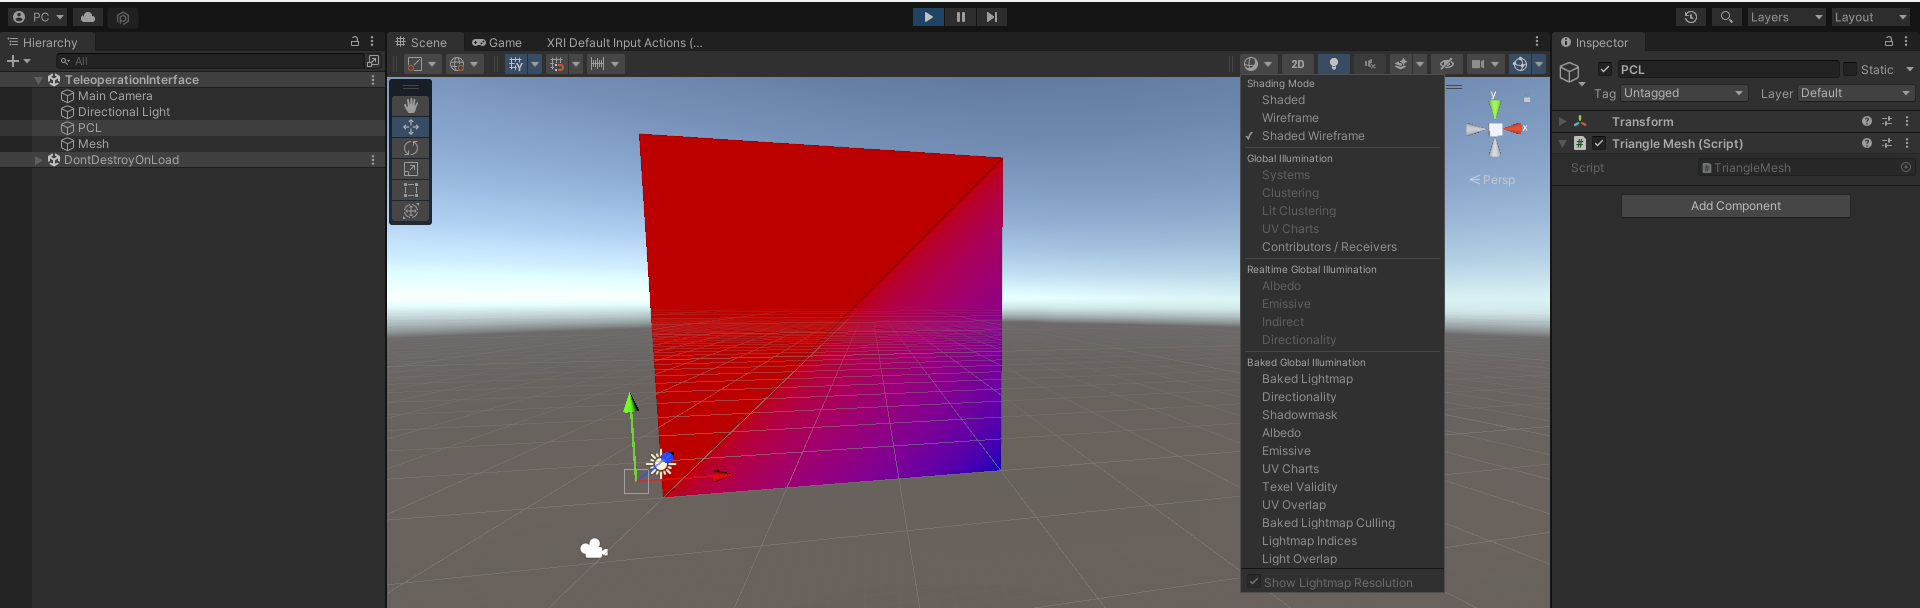 PC
Layers
Layout
Hierarchy
All
TeleoperationInterface
Main Camera
Directional Light
PCL
Mesh
DontDestroyOnLoad
Scene
Game
XRI Default Input Actions (...
2D
Shading Mode
Shaded
Wireframe
Shaded Wireframe
Global Illumination
Systems
Clustering
Lit Clustering
UV Charts
Contributors / Receivers
Realtime Global Illumination
Albedo
Emissive
Indirect
Directionality
Baked Global Illumination
Baked Lightmap
Directionality
Shadowmask
Albedo
Emissive
UV Charts
Texel Validity
UV Overlap
Baked Lightmap Culling
Lightmap Indices
Light Overlap
Show Lightmap Resolution
y
x
Persp
Inspector
PCL
Static
Tag Untagged
Layer Default
Transform
Triangle Mesh (Script)
Script
TriangleMesh
Add Component